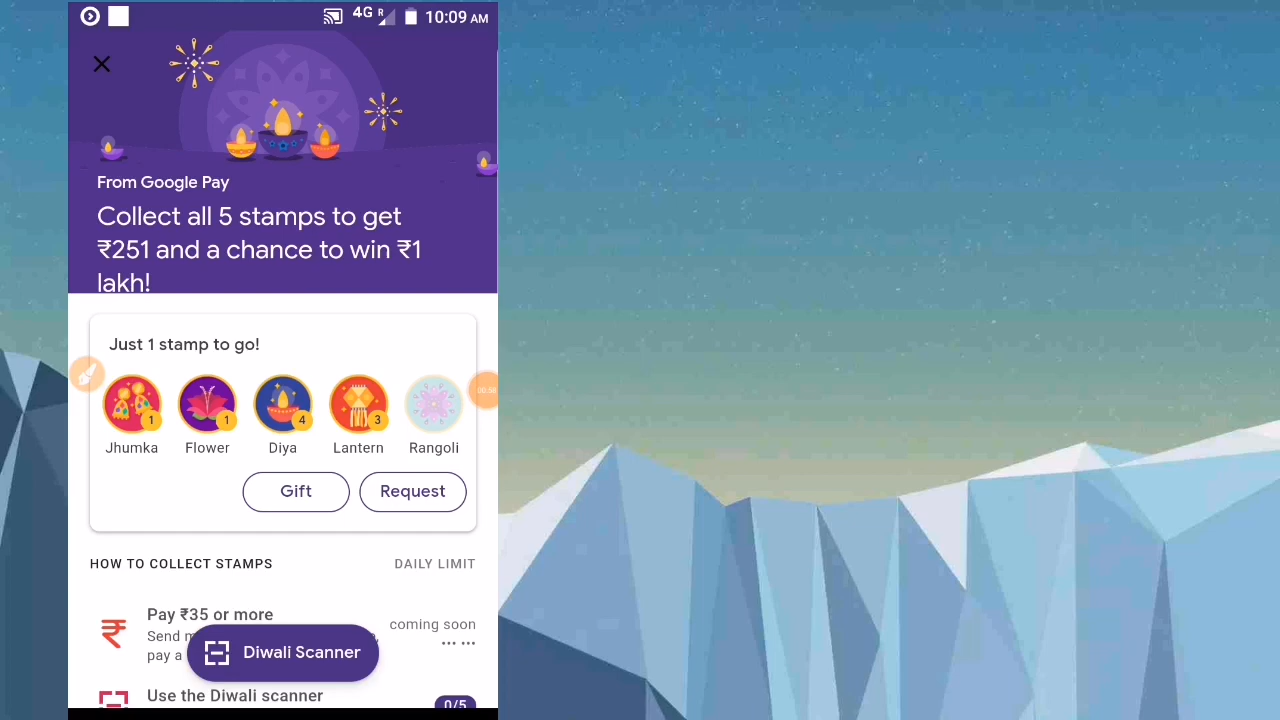 4G R 10:09 AM
From Google Pay
Collect all 5 stamps to get
₹251 and a chance to win ₹1
lakh!
Just 1 stamp to go!
1 1 4 3
Jhumka Flower Diya Lantern Rangoli
Gift Request
HOW TO COLLECT STAMPS DAILY LIMIT
Pay ₹35 or more
coming soon
Send
pay a
Diwali Scanner
Use the Diwali scanner
0/5